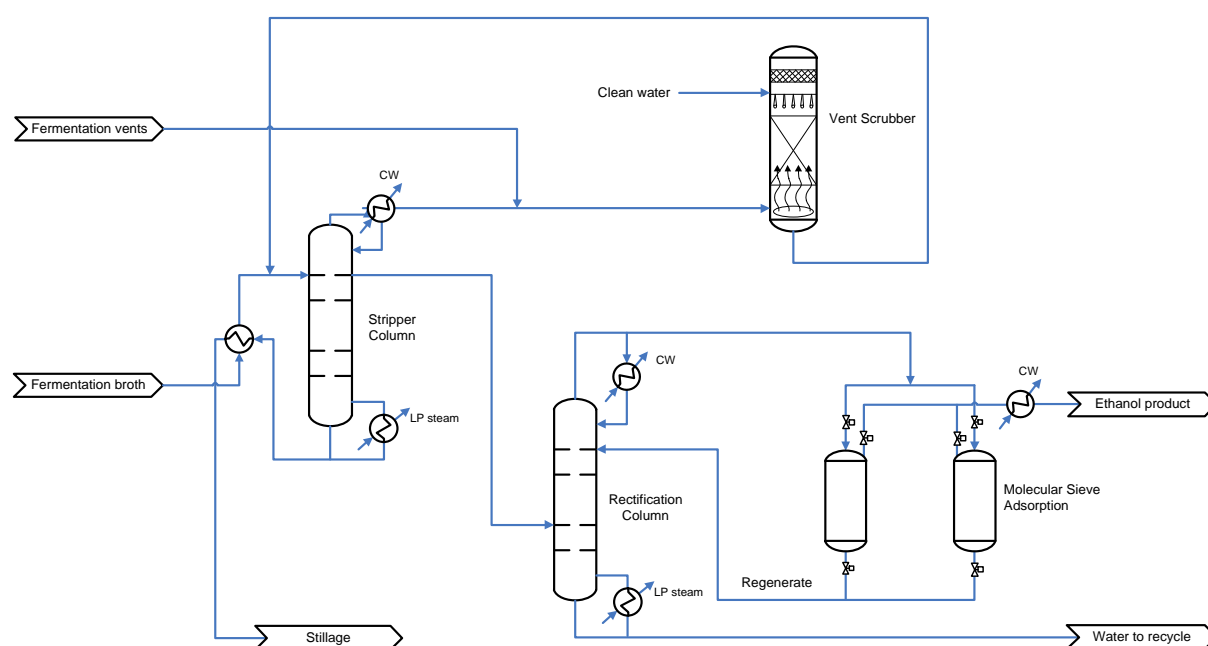 Clean water
Vent Scrubber
Fermentation vents
CW
Stripper
Column
Fermentation broth
LP steam
CW
CW
Ethanol product
Molecular Sieve
Adsorption
Rectification
Column
Regenerate
LP steam
Stillage
Water to recycle